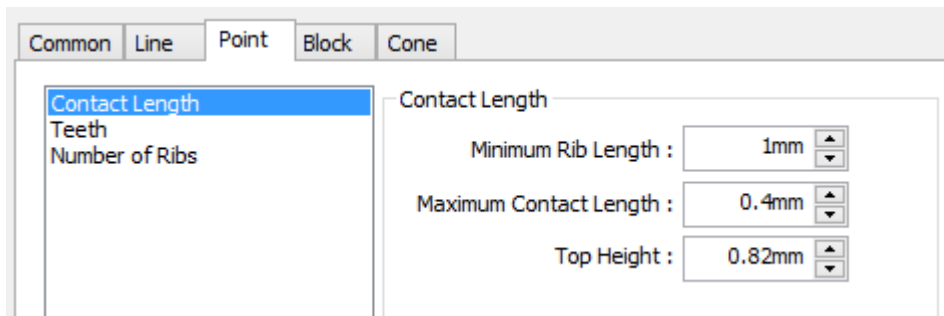 Common Line Point Block Cone
Contact Length
Teeth
Number of Ribs
Contact Length
Minimum Rib Length : 1mm
Maximum Contact Length : 0.4mm
Top Height : 0.82mm